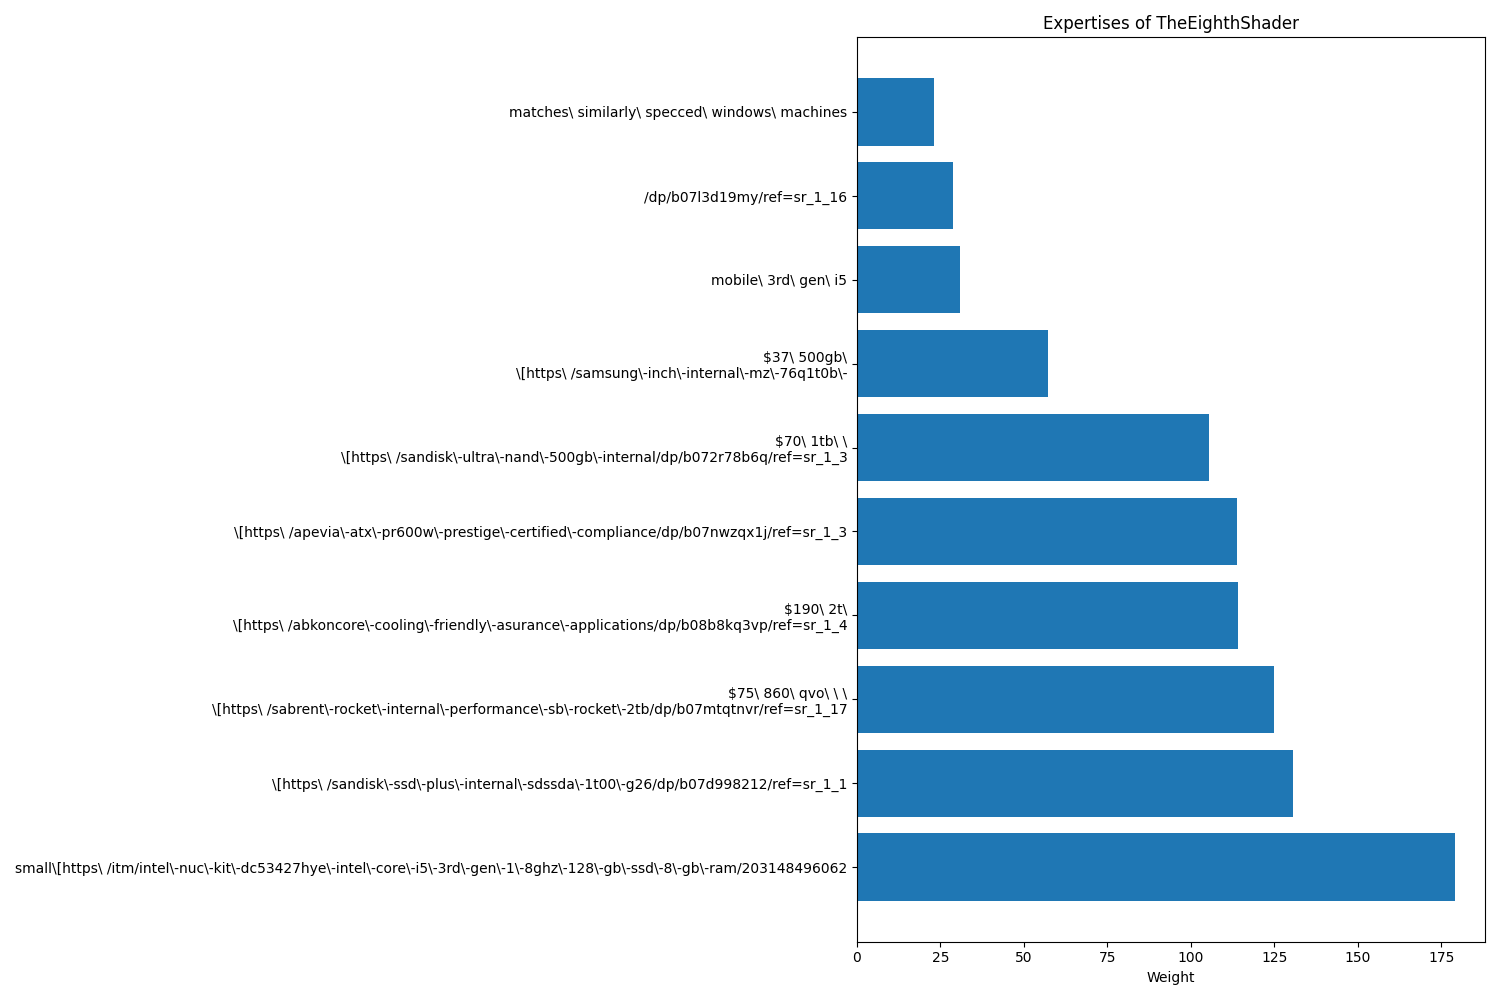 Expertises of TheEighthShader
matches\ similarly\ specced\ windows\ machines
/dp/b07l3d19my/ref=sr_1_16
mobile\ 3rd\ gen\ i5
$37\ 500gb\
\[https\ /samsung\-inch\-internal\-mz\-76q1t0b\-
$70\ 1tb\ \
\[https\ /sandisk\-ultra\-nand\-500gb\-internal/dp/b072r78b6q/ref=sr_1_3
\[https\ /apevia\-atx\-pr600w\-prestige\-certified\-compliance/dp/b07nwzqx1j/ref=sr_1_3
$190\ 2t\
\[https\ /abkoncore\-cooling\-friendly\-asurance\-applications/dp/b08b8kq3vp/ref=sr_1_4
$75\ 860\ qvo\ \ \
\[https\ /sabrent\-rocket\-internal\-performance\-sb\-rocket\-2tb/dp/b07mtqtnvr/ref=sr_1_17
\[https\ /sandisk\-ssd\-plus\-internal\-sdssda\-1t00\-g26/dp/b07d998212/ref=sr_1_1
small\[https\ /itm/intel\-nuc\-kit\-dc53427hye\-intel\-core\-i5\-3rd\-gen\-1\-8ghz\-128\-gb\-ssd\-8\-gb\-ram/203148496062
0 25 50 75 100 125 150 175
Weight